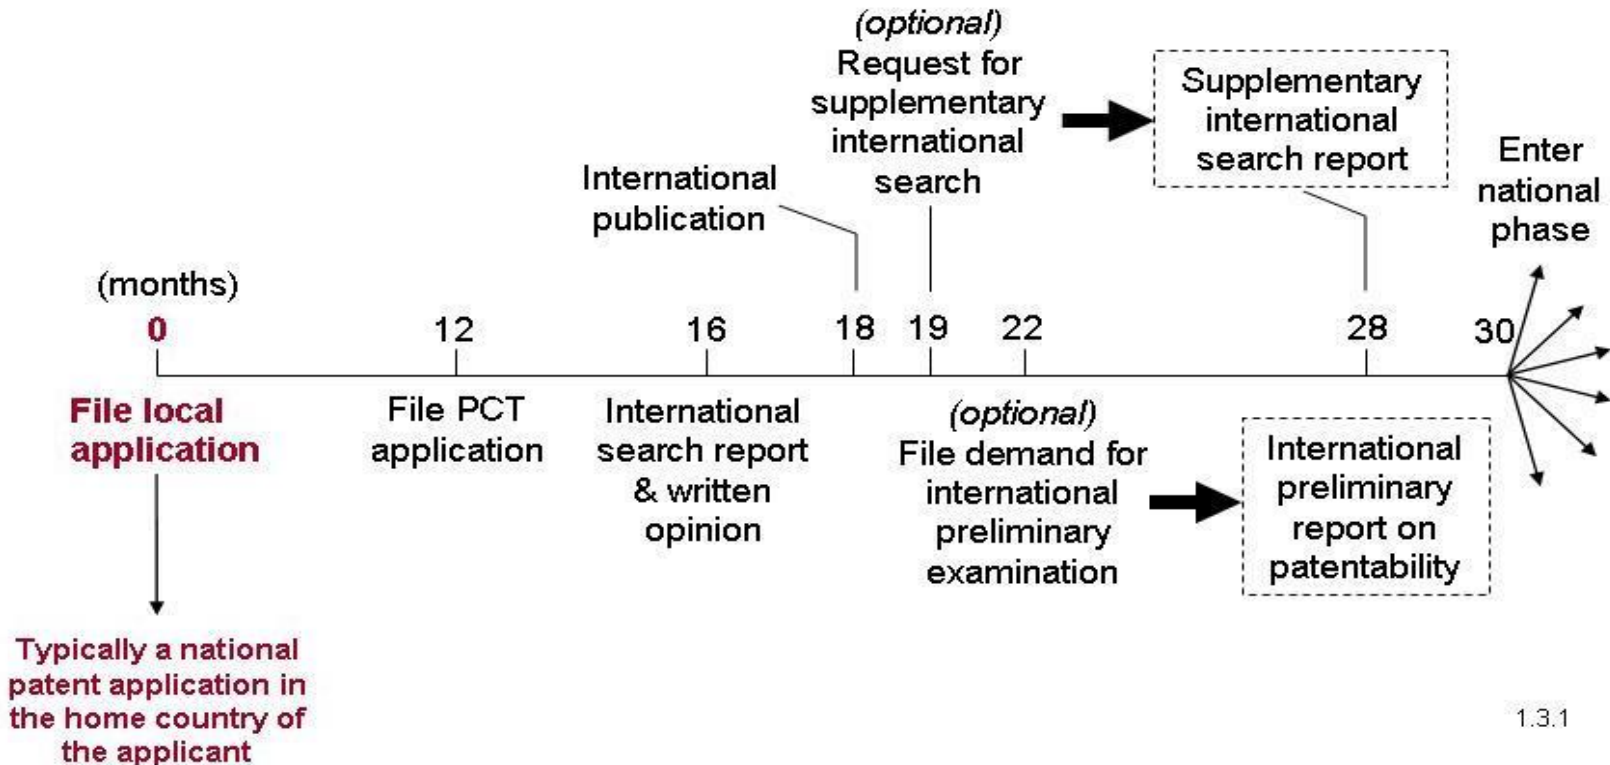 (optional)
Request for
supplementary
international
search
Supplementary
international
search report
Enter
national
phase
International
publication
(months)
0
12
16
18
19
22
28
30
File local
application
File PCT
application
International
search report
& written
opinion
(optional)
File demand for
international
preliminary
examination
International
preliminary
report on
patentability
Typically a national
patent application in
the home country of
the applicant
1.3.1